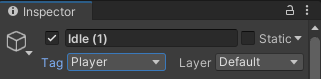 Inspector
Idle (1)
Static
Tag Player Layer Default